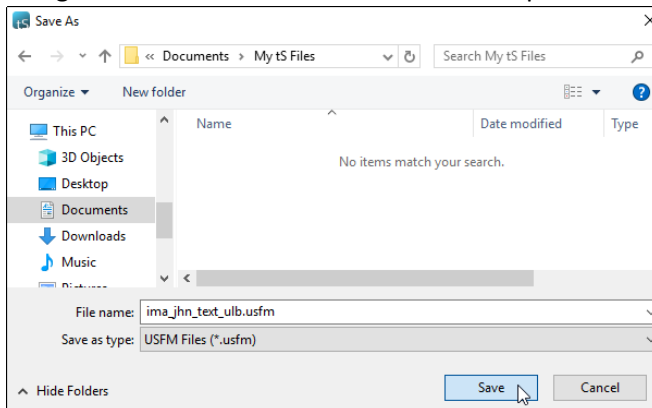 tS Save As
« Documents › My tS Files Search My tS Files
Organize New folder ?
This PC Name Date modified Type
3D Objects No items match your search.
Desktop
Documents
Downloads
Music
File name: ima_jhn_text_ulb.usfm
Save as type: USFM Files (*.usfm)
Hide Folders Save Cancel